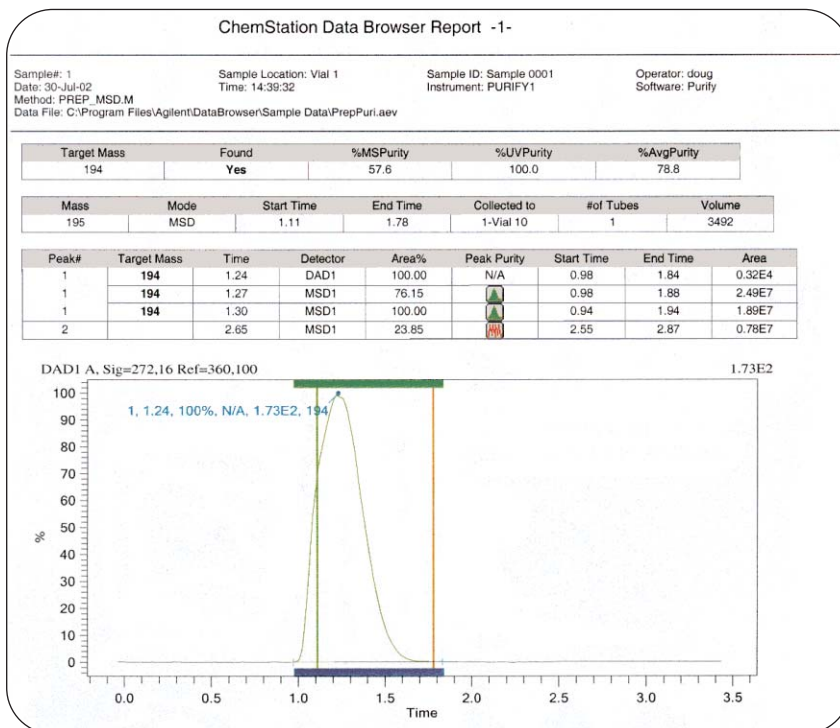 ChemStation Data Browser Report -1-
Sample#: 1 Sample Location: Vial 1 Sample ID: Sample 0001 Operator: doug
Date: 30-Jul-02 Time: 14:39:32 Instrument: PURIFY1 Software: Purify
Method: PREP_MSD.M
Data File: C:\Program Files\Agilent\DataBrowser\Sample Data\PrepPuri.aev
Target Mass Found %MSPurity %UVPurity %AvgPurity
194 Yes 57.6 100.0 78.8
Mass Mode Start Time End Time Collected to #of Tubes Volume
195 MSD 1.11 1.78 1-Vial 10 1 3492
Peak# Target Mass Time Detector Area% Peak Purity Start Time End Time Area
1 194 1.24 DAD1 100.00 N/A 0.98 1.84 0.32E4
1 194 1.27 MSD1 76.15 0.98 1.88 2.49E7
1 194 1.30 MSD1 100.00 0.94 1.94 1.89E7
2 2.65 MSD1 23.85 2.55 2.87 0.78E7
DAD1 A, Sig=272,16 Ref=360,100 1.73E2
1, 1.24, 100%, N/A, 1.73E2, 194
100
90
80
70
60
50
40
30
20
10
0
%
0.0 0.5 1.0 1.5 2.0 2.5 3.0 3.5
Time